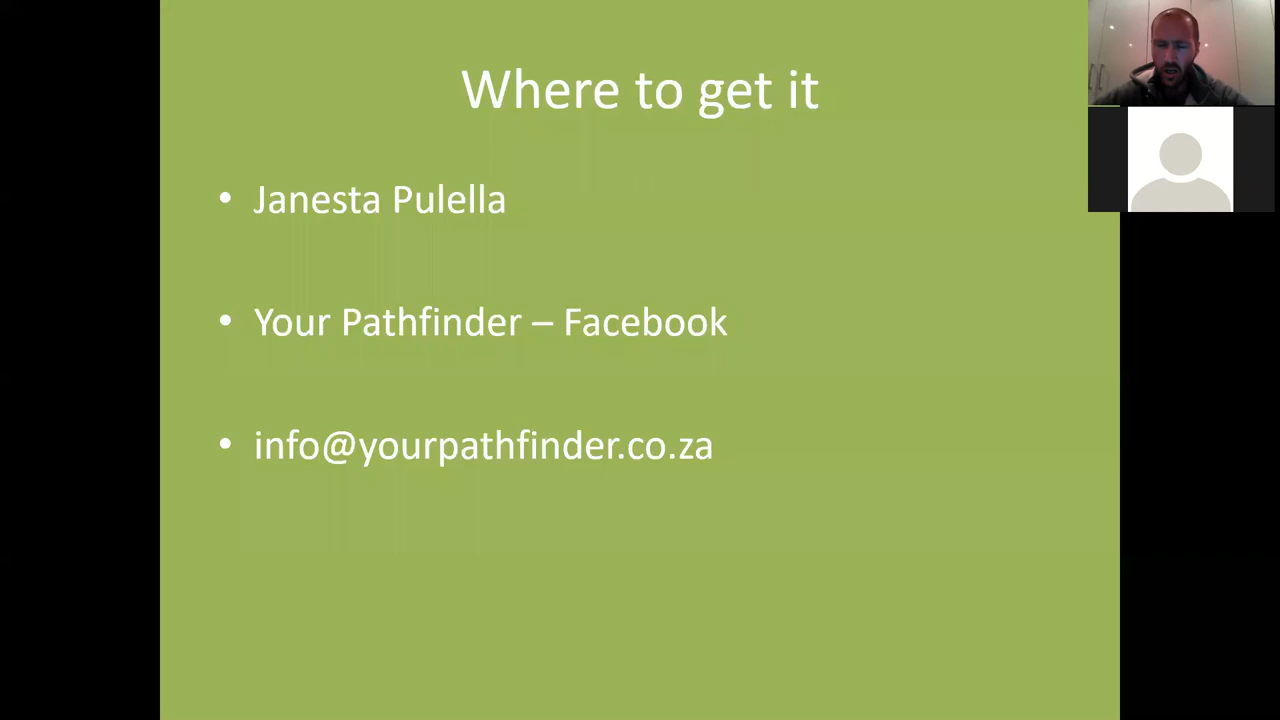 Where to get it
• Janesta Pulella
• Your Pathfinder – Facebook
• info@yourpathfinder.co.za